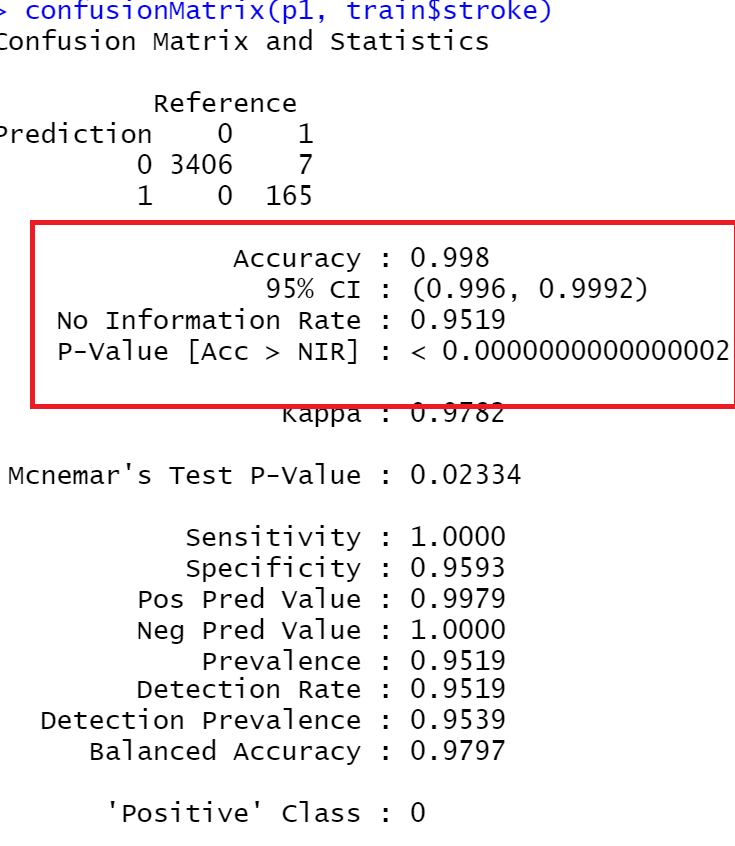 > confusionMatrix(p1, train$stroke)
Confusion Matrix and Statistics
Reference
Prediction 0 1
0 3406 7
1 0 165
Accuracy : 0.998
95% CI : (0.996, 0.9992)
No Information Rate : 0.9519
P-Value [Acc > NIR] : < 0.0000000000000002
Kappa : 0.9782
Mcnemar's Test P-Value : 0.02334
Sensitivity : 1.0000
Specificity : 0.9593
Pos Pred Value : 0.9979
Neg Pred Value : 1.0000
Prevalence : 0.9519
Detection Rate : 0.9519
Detection Prevalence : 0.9539
Balanced Accuracy : 0.9797
'Positive' Class : 0